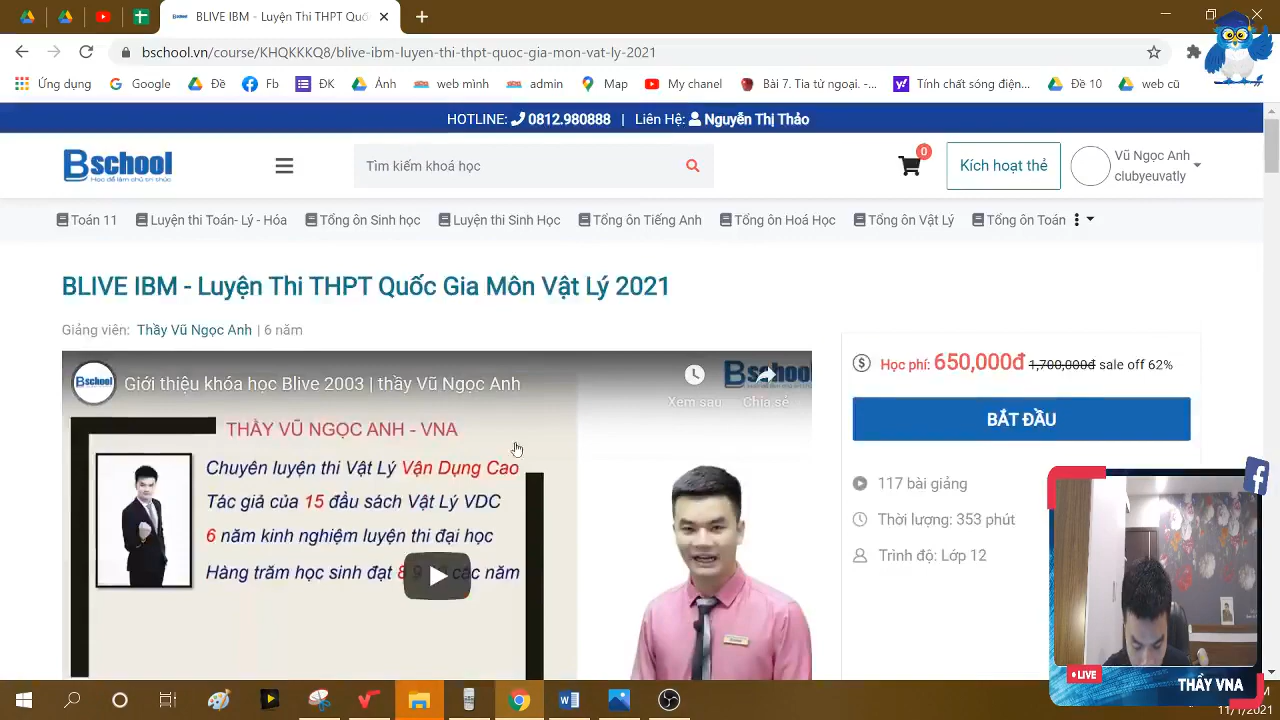 BLIVE IBM - Luyện Thi THPT Quố
bschool.vn/course/KHQKKKQ8/blive-ibm-luyen-thi-thpt-quoc-gia-mon-vat-ly-2021
Ứng dụng
Google
Đề
Fb
ĐK
Ảnh
web mình
admin
Map
My chanel
Bài 7. Tia tử ngoại. -...
Tính chất sóng điện...
Đề 10
web cũ
HOTLINE: 0812.980888 | Liên Hệ: Nguyễn Thị Thảo
Bschool
Học để làm chủ tri thức
Tìm kiếm khoá học
0
Kích hoạt thẻ
Vũ Ngọc Anh
clubyeuvatly
Toán 11
Luyện thi Toán- Lý - Hóa
Tổng ôn Sinh học
Luyện thi Sinh Học
Tổng ôn Tiếng Anh
Tổng ôn Hoá Học
Tổng ôn Vật Lý
Tổng ôn Toán
BLIVE IBM - Luyện Thi THPT Quốc Gia Môn Vật Lý 2021
Giảng viên: Thầy Vũ Ngọc Anh | 6 năm
Bschool
Giới thiệu khóa học Blive 2003 | thầy Vũ Ngọc Anh
Bschool
Xem sau
Chia sẻ
THẦY VŨ NGỌC ANH - VNA
Chuyên luyện thi Vật Lý Vận Dụng Cao
Tác giả của 15 đầu sách Vật Lý VDC
6 năm kinh nghiệm luyện thi đại học
Hàng trăm học sinh đạt 8 9 các năm
Học phí: 650,000đ 1,700,000đ sale off 62%
BẮT ĐẦU
117 bài giảng
Thời lượng: 353 phút
Trình độ: Lớp 12
LIVE
THẦY VNA
11/1/2021